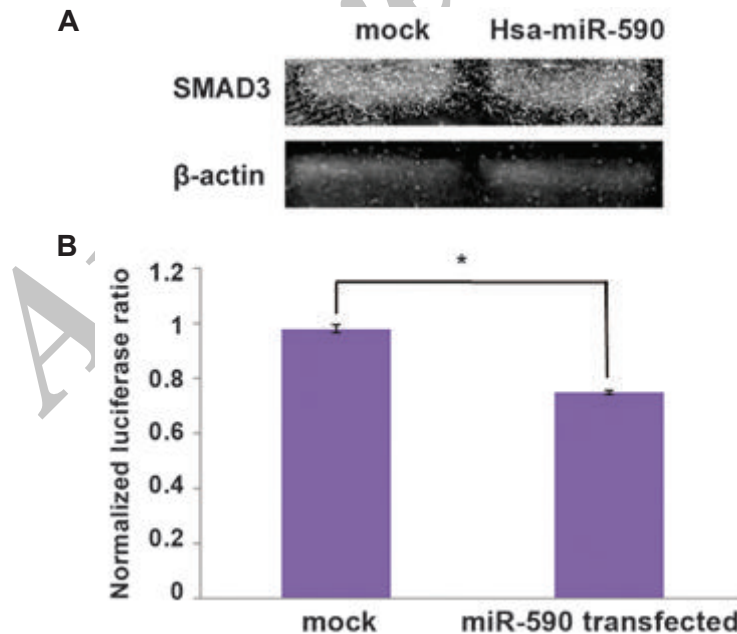 A
mock Hsa-miR-590
SMAD3
β-actin
B
Normalized luciferase ratio
1.2
*
1
0.8
0.6
0.4
0.2
0
mock miR-590 transfected